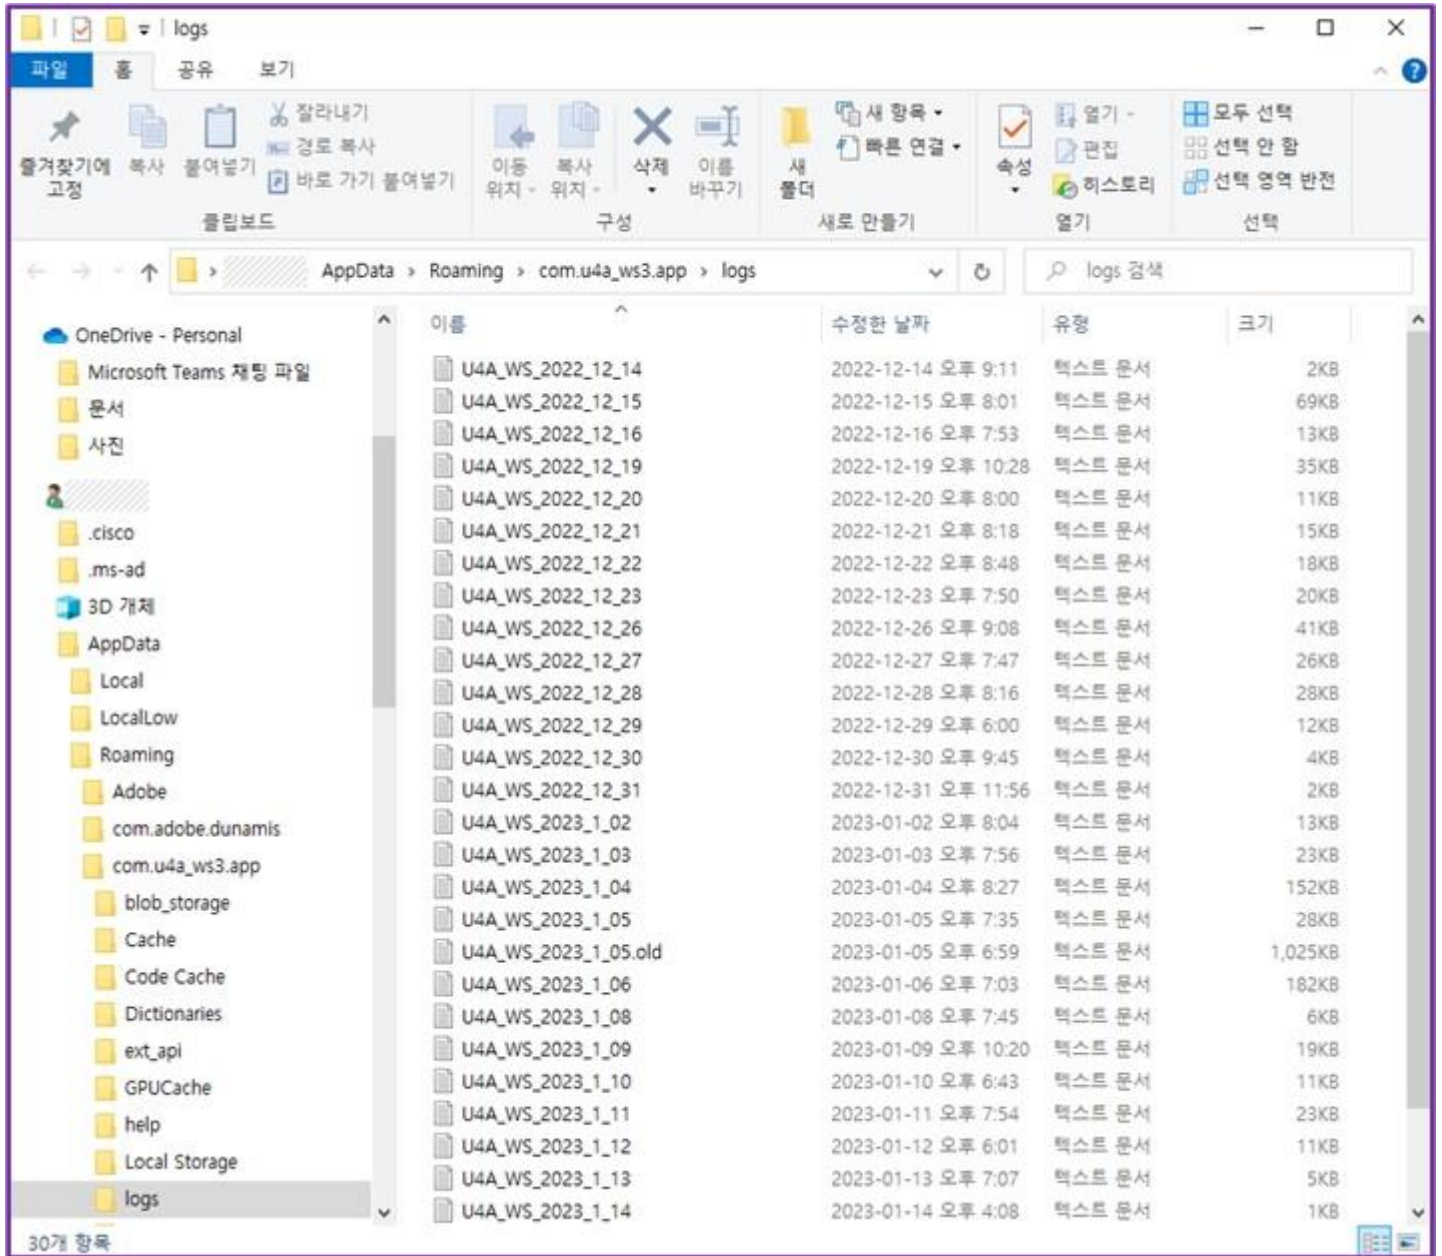 logs
파일 홈 공유 보기
즐겨찾기에 고정
복사
붙여넣기
잘라내기
경로 복사
바로 가기 붙여넣기
클립보드
이동 위치
복사 위치
삭제
이름 바꾸기
구성
새 폴더
새 항목
빠른 연결
새로 만들기
속성
열기
편집
히스토리
열기
모두 선택
선택 안 함
선택 영역 반전
선택
AppData > Roaming > com.u4a_ws3.app > logs
logs 검색
OneDrive - Personal
Microsoft Teams 채팅 파일
문서
사진
.cisco
.ms-ad
3D 개체
AppData
Local
LocalLow
Roaming
Adobe
com.adobe.dunamis
com.u4a_ws3.app
blob_storage
Cache
Code Cache
Dictionaries
ext_api
GPUCache
help
Local Storage
logs
이름 수정한 날짜 유형 크기
U4A_WS_2022_12_14 2022-12-14 오후 9:11 텍스트 문서 2KB
U4A_WS_2022_12_15 2022-12-15 오후 8:01 텍스트 문서 69KB
U4A_WS_2022_12_16 2022-12-16 오후 7:53 텍스트 문서 13KB
U4A_WS_2022_12_19 2022-12-19 오후 10:28 텍스트 문서 35KB
U4A_WS_2022_12_20 2022-12-20 오후 8:00 텍스트 문서 11KB
U4A_WS_2022_12_21 2022-12-21 오후 8:18 텍스트 문서 15KB
U4A_WS_2022_12_22 2022-12-22 오후 8:48 텍스트 문서 18KB
U4A_WS_2022_12_23 2022-12-23 오후 7:50 텍스트 문서 20KB
U4A_WS_2022_12_26 2022-12-26 오후 9:08 텍스트 문서 41KB
U4A_WS_2022_12_27 2022-12-27 오후 7:47 텍스트 문서 26KB
U4A_WS_2022_12_28 2022-12-28 오후 8:16 텍스트 문서 28KB
U4A_WS_2022_12_29 2022-12-29 오후 6:00 텍스트 문서 12KB
U4A_WS_2022_12_30 2022-12-30 오후 9:45 텍스트 문서 4KB
U4A_WS_2022_12_31 2022-12-31 오후 11:56 텍스트 문서 2KB
U4A_WS_2023_1_02 2023-01-02 오후 8:04 텍스트 문서 13KB
U4A_WS_2023_1_03 2023-01-03 오후 7:56 텍스트 문서 23KB
U4A_WS_2023_1_04 2023-01-04 오후 8:27 텍스트 문서 152KB
U4A_WS_2023_1_05 2023-01-05 오후 7:35 텍스트 문서 28KB
U4A_WS_2023_1_05.old 2023-01-05 오후 6:59 텍스트 문서 1,025KB
U4A_WS_2023_1_06 2023-01-06 오후 7:03 텍스트 문서 182KB
U4A_WS_2023_1_08 2023-01-08 오후 7:45 텍스트 문서 6KB
U4A_WS_2023_1_09 2023-01-09 오후 10:20 텍스트 문서 19KB
U4A_WS_2023_1_10 2023-01-10 오후 6:43 텍스트 문서 11KB
U4A_WS_2023_1_11 2023-01-11 오후 7:54 텍스트 문서 23KB
U4A_WS_2023_1_12 2023-01-12 오후 6:01 텍스트 문서 11KB
U4A_WS_2023_1_13 2023-01-13 오후 7:07 텍스트 문서 5KB
U4A_WS_2023_1_14 2023-01-14 오후 4:08 텍스트 문서 1KB
30개 항목